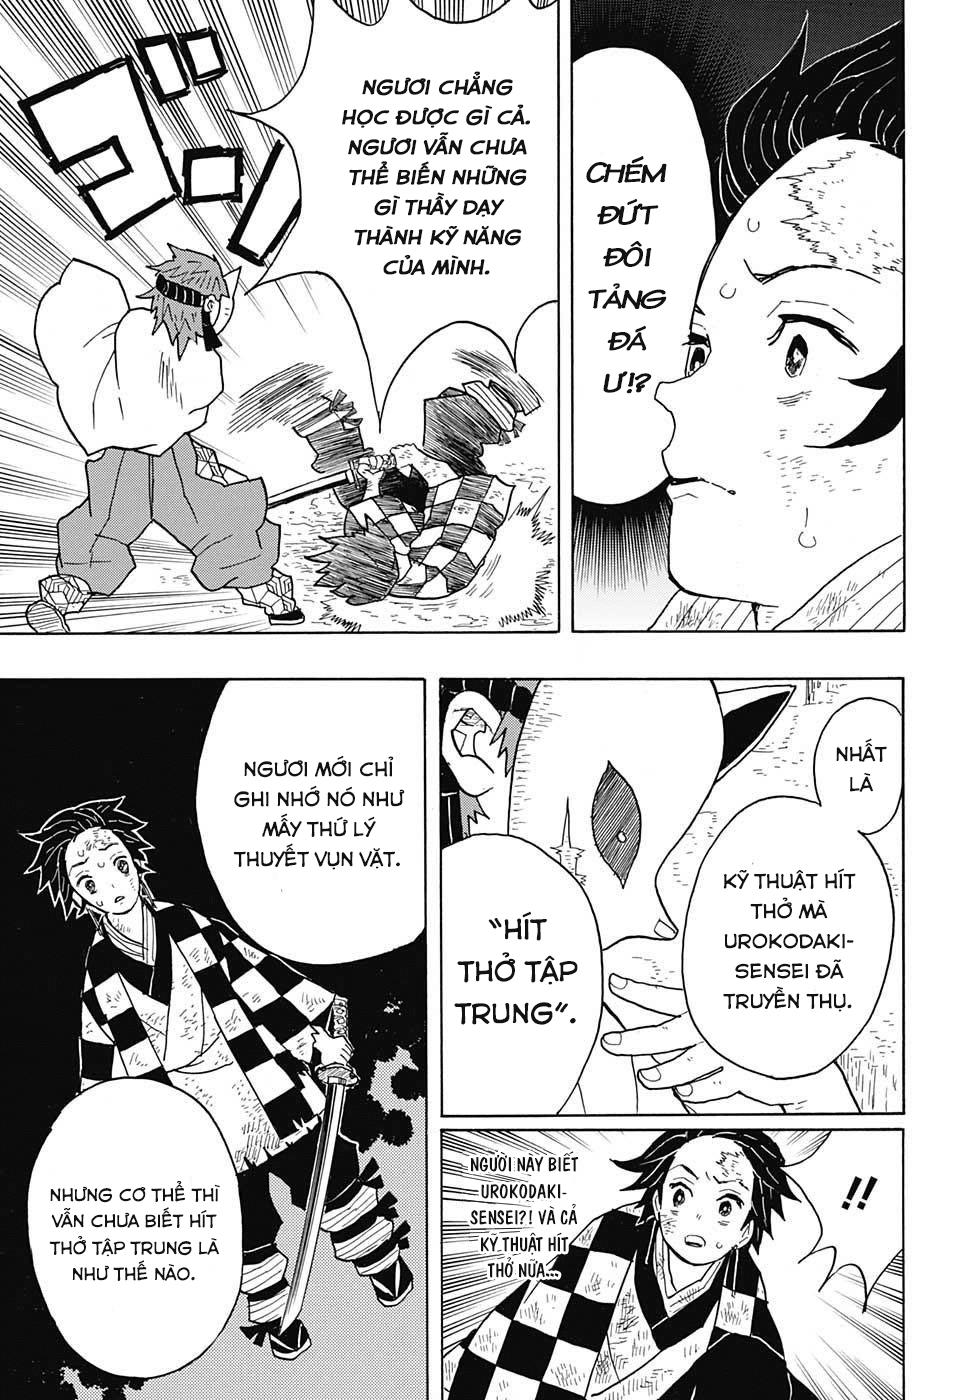 CHÉM
ĐỨT
ĐÔI
TẢNG
ĐÁ
Ư!?
NGƯƠI CHẲNG
HỌC ĐƯỢC GÌ CẢ.
NGƯƠI VẪN CHƯA
THỂ BIẾN NHỮNG
GÌ THẦY DẠY
THÀNH KỸ NĂNG
CỦA MÌNH.
ゴッ
NHẤT
LÀ
KỸ THUẬT HÍT
THỞ MÀ
UROKODAKI-
SENSEI ĐÃ
TRUYỀN THỤ.
"HÍT
THỞ TẬP
TRUNG".
!!
NGƯỜI NÀY BIẾT
UROKODAKI-
SENSEI?! VÀ CẢ
KỸ THUẬT HÍT
THỞ NỮA...
NGƯƠI MỚI CHỈ
GHI NHỚ NÓ NHƯ
MẤY THỨ LÝ
THUYẾT VỤN VẶT.
NHƯNG CƠ THỂ THÌ
VẪN CHƯA BIẾT HÍT
THỞ TẬP TRUNG LÀ
NHƯ THẾ NÀO.